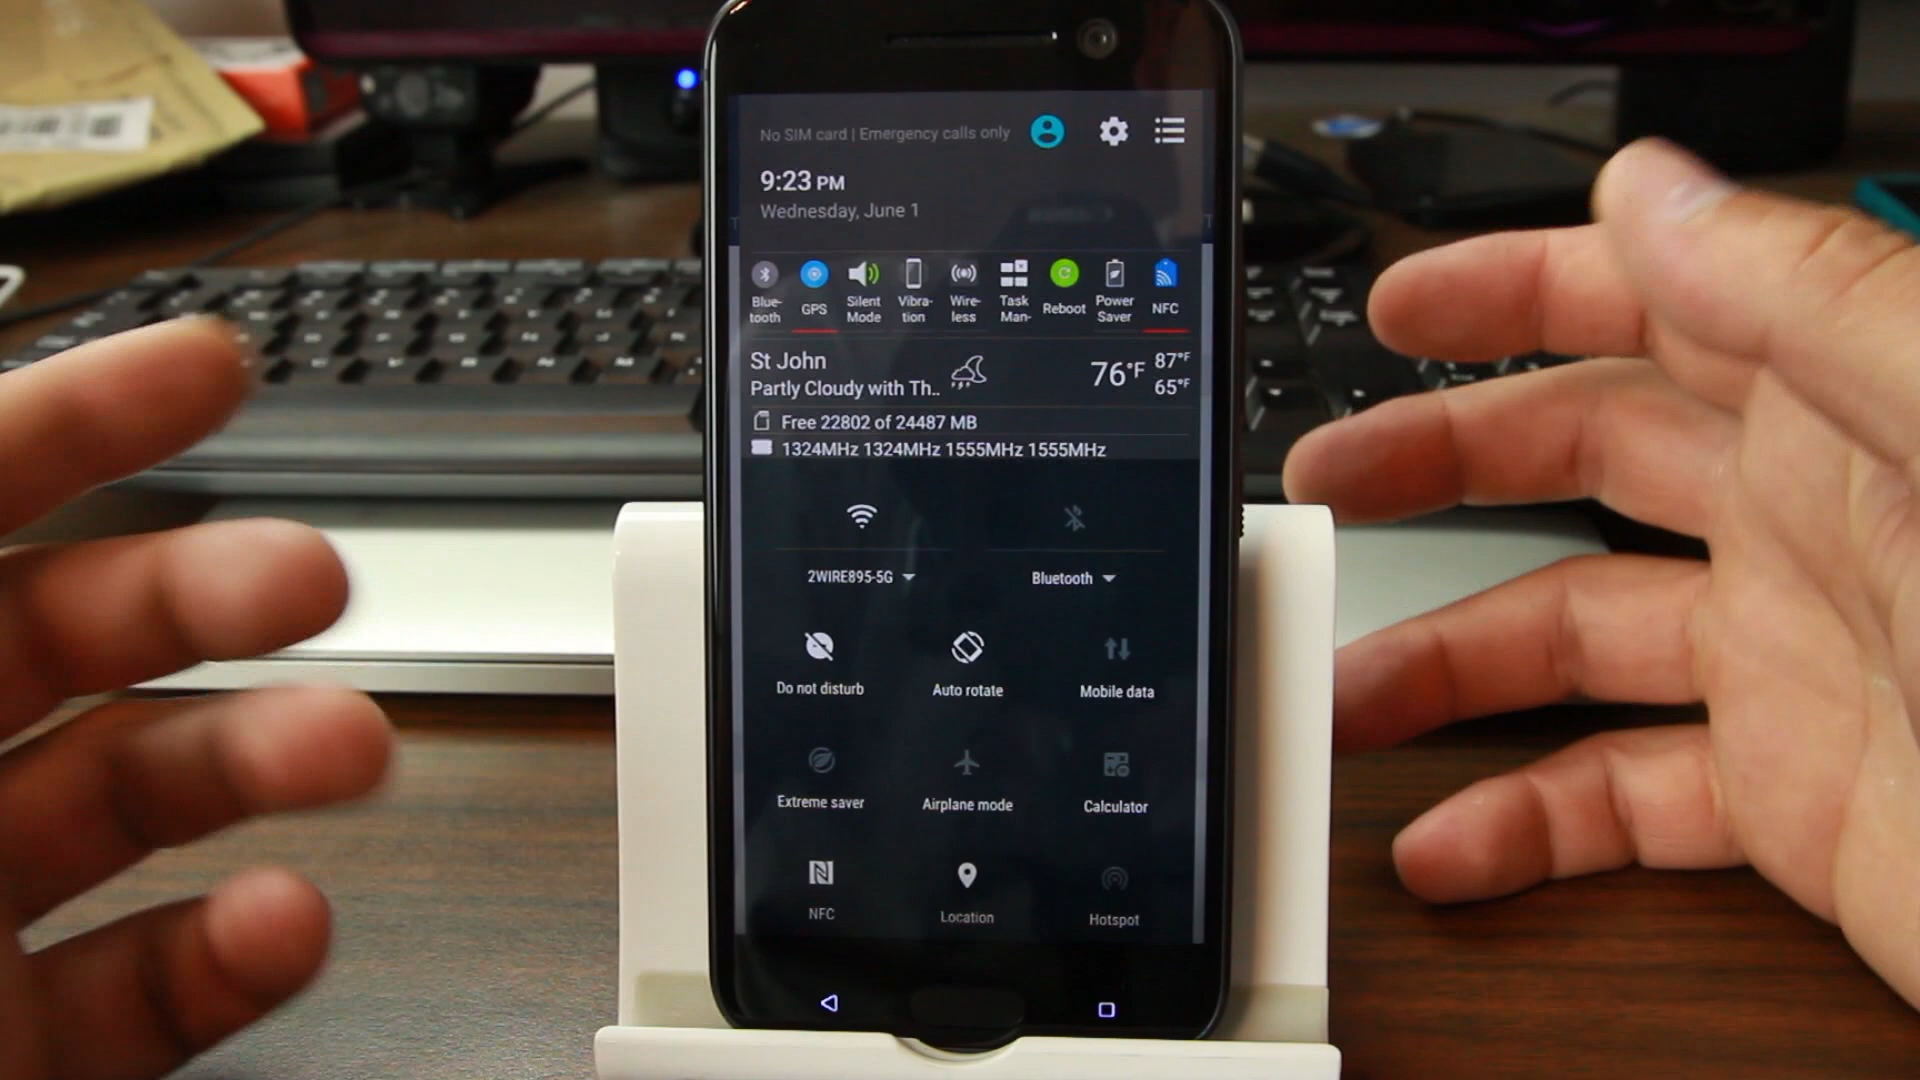 No SIM card | Emergency calls only
9:23 PM
Wednesday, June 1
Blue-
tooth
GPS
Silent
Mode
Vibra-
tion
Wire-
less
Task
Man-
Reboot
Power
Saver
NFC
St John
Partly Cloudy with Th..
76°F
87°F
65°F
Free 22802 of 24487 MB
1324MHz 1324MHz 1555MHz 1555MHz
2WIRE895-5G
Bluetooth
Do not disturb
Auto rotate
Mobile data
Extreme saver
Airplane mode
Calculator
NFC
Location
Hotspot